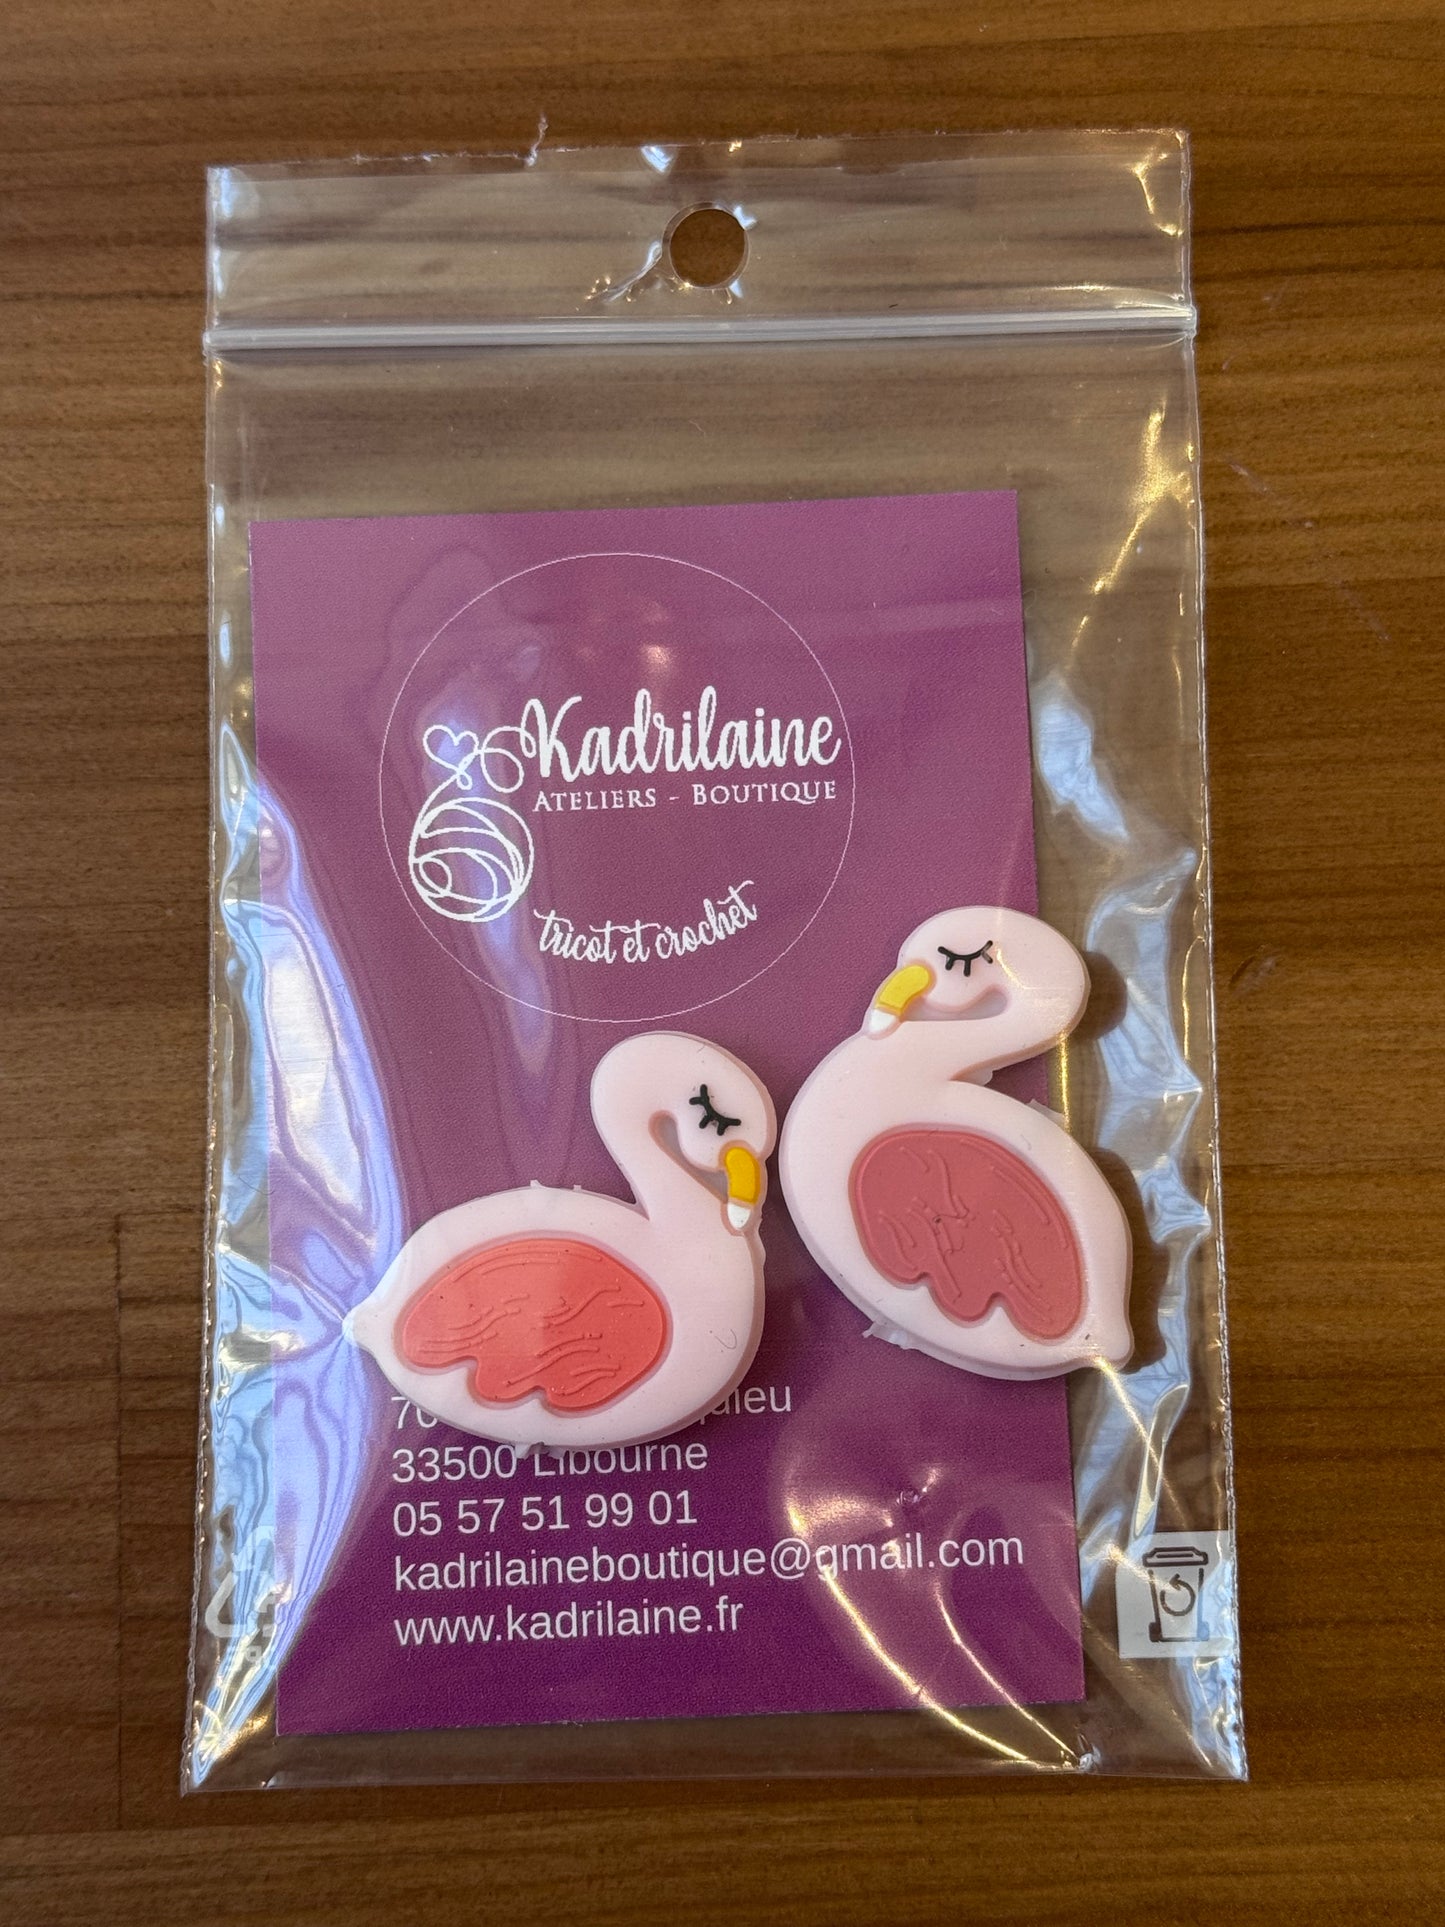 Kadrilaine
ATELIERS - BOUTIQUE
tricot et crochet
33500 Libourne
05 57 51 99 01
kadrilaineboutique@gmail.com
www.kadrilaine.fr